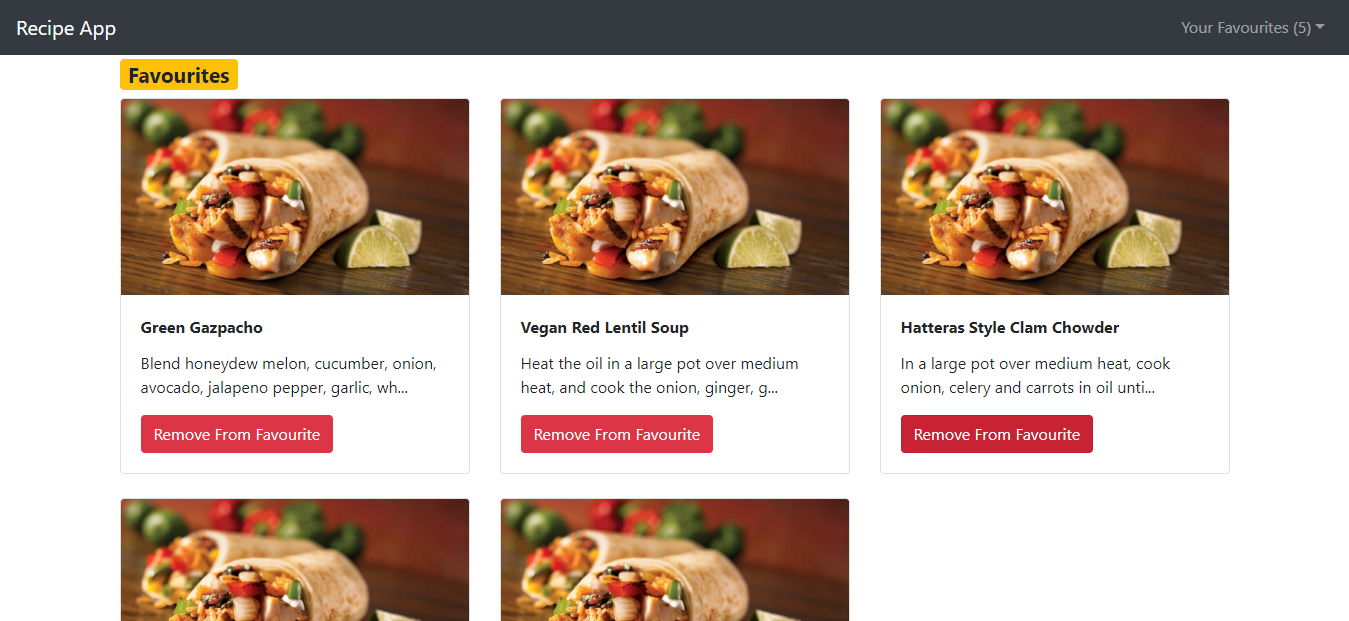 Recipe App
Your Favourites (5)
Favourites
Green Gazpacho
Blend honeydew melon, cucumber, onion,
avocado, jalapeno pepper, garlic, wh...
Remove From Favourite
Vegan Red Lentil Soup
Heat the oil in a large pot over medium
heat, and cook the onion, ginger, g...
Remove From Favourite
Hatteras Style Clam Chowder
In a large pot over medium heat, cook
onion, celery and carrots in oil unti...
Remove From Favourite